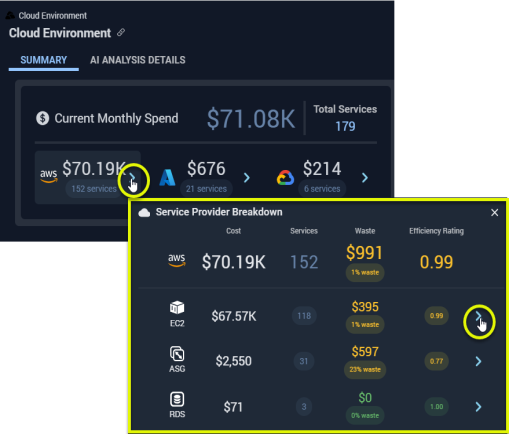 Cloud Environment
Cloud Environment
SUMMARY AI ANALYSIS DETAILS
Current Monthly Spend $71.08K Total Services 179
aws $70.19K 152 services
$676 21 services
$214 6 services
Service Provider Breakdown
Cost Services Waste Efficiency Rating
aws $70.19K 152 $991 1% waste 0.99
EC2 $67.57K 118 $395 1% waste 0.99
ASG $2,550 31 $597 23% waste 0.77
RDS $71 3 $0 0% waste 1.00